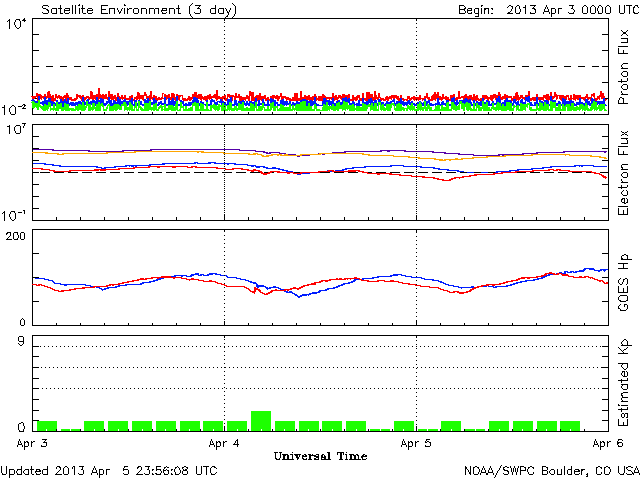 Satellite Environment (3 day)
Begin: 2013 Apr 3 0000 UTC
10⁴
10⁻²
Proton Flux
10⁷
10⁻¹
Electron Flux
200
0
GOES Hp
9
0
Estimated Kp
Apr 3 Apr 4 Apr 5 Apr 6
Universal Time
Updated 2013 Apr 5 23:56:08 UTC
NOAA/SWPC Boulder, CO USA